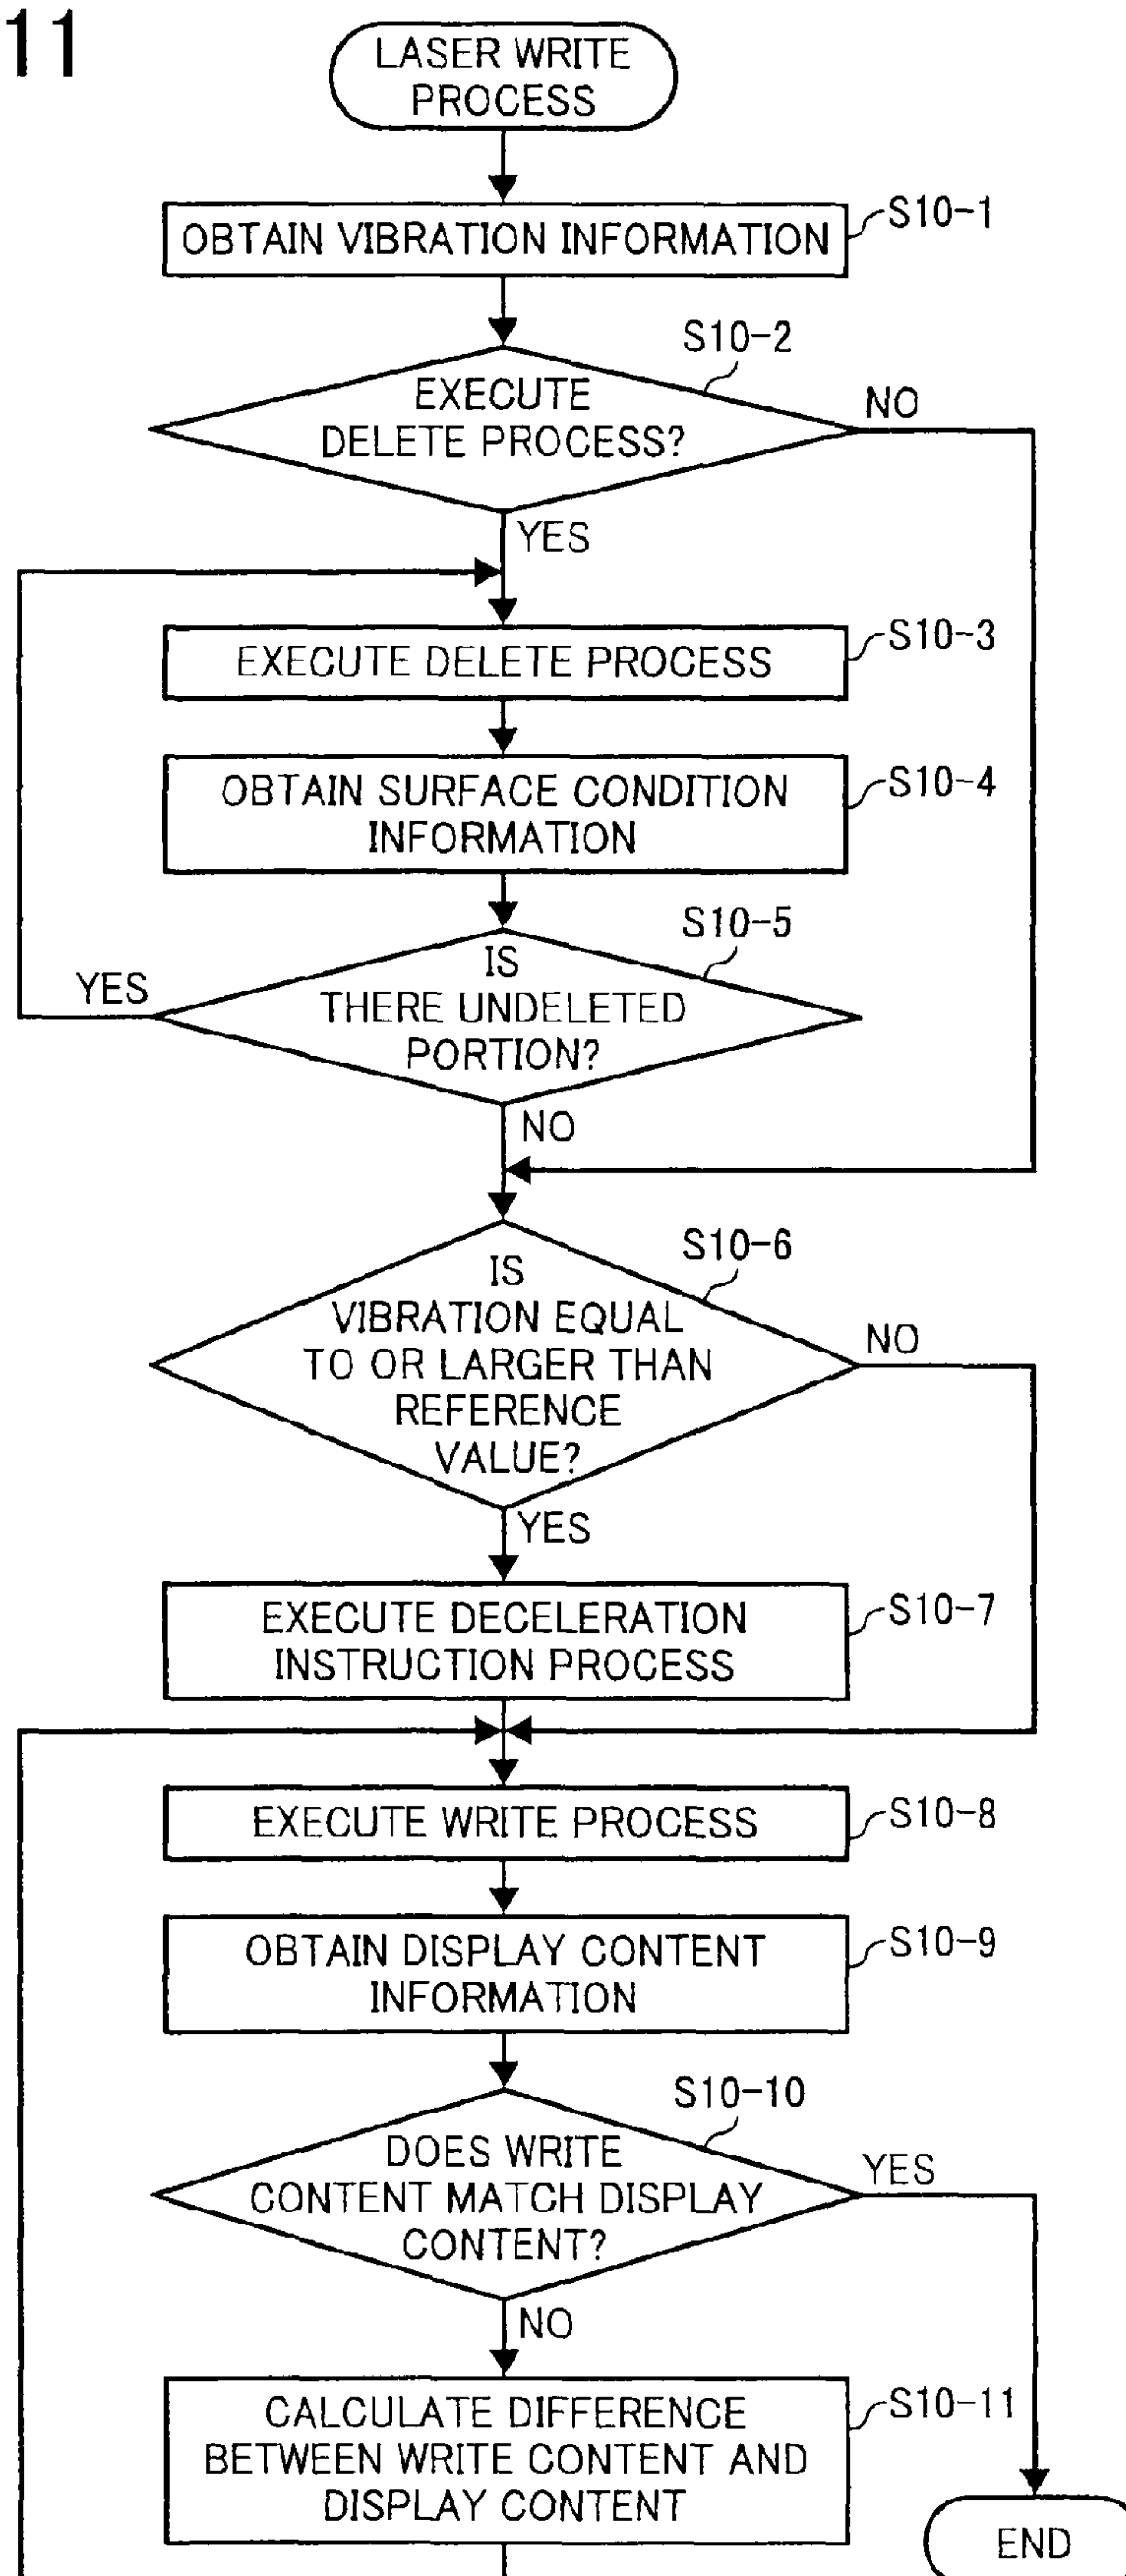 11
LASER WRITE
PROCESS
OBTAIN VIBRATION INFORMATION
S10-1
S10-2
EXECUTE
DELETE PROCESS?
NO
YES
EXECUTE DELETE PROCESS
S10-3
OBTAIN SURFACE CONDITION
INFORMATION
S10-4
S10-5
IS
THERE UNDELETED
PORTION?
YES
NO
S10-6
IS
VIBRATION EQUAL
TO OR LARGER THAN
REFERENCE
VALUE?
NO
YES
EXECUTE DECELERATION
INSTRUCTION PROCESS
S10-7
EXECUTE WRITE PROCESS
S10-8
OBTAIN DISPLAY CONTENT
INFORMATION
S10-9
S10-10
DOES WRITE
CONTENT MATCH DISPLAY
CONTENT?
YES
NO
CALCULATE DIFFERENCE
BETWEEN WRITE CONTENT AND
DISPLAY CONTENT
S10-11
END